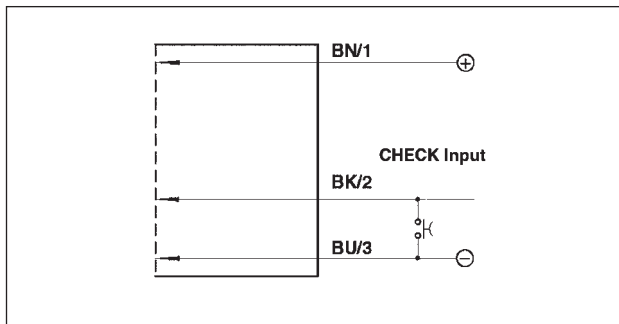 BN/1
+
CHECK Input
BK/2
BU/3
−